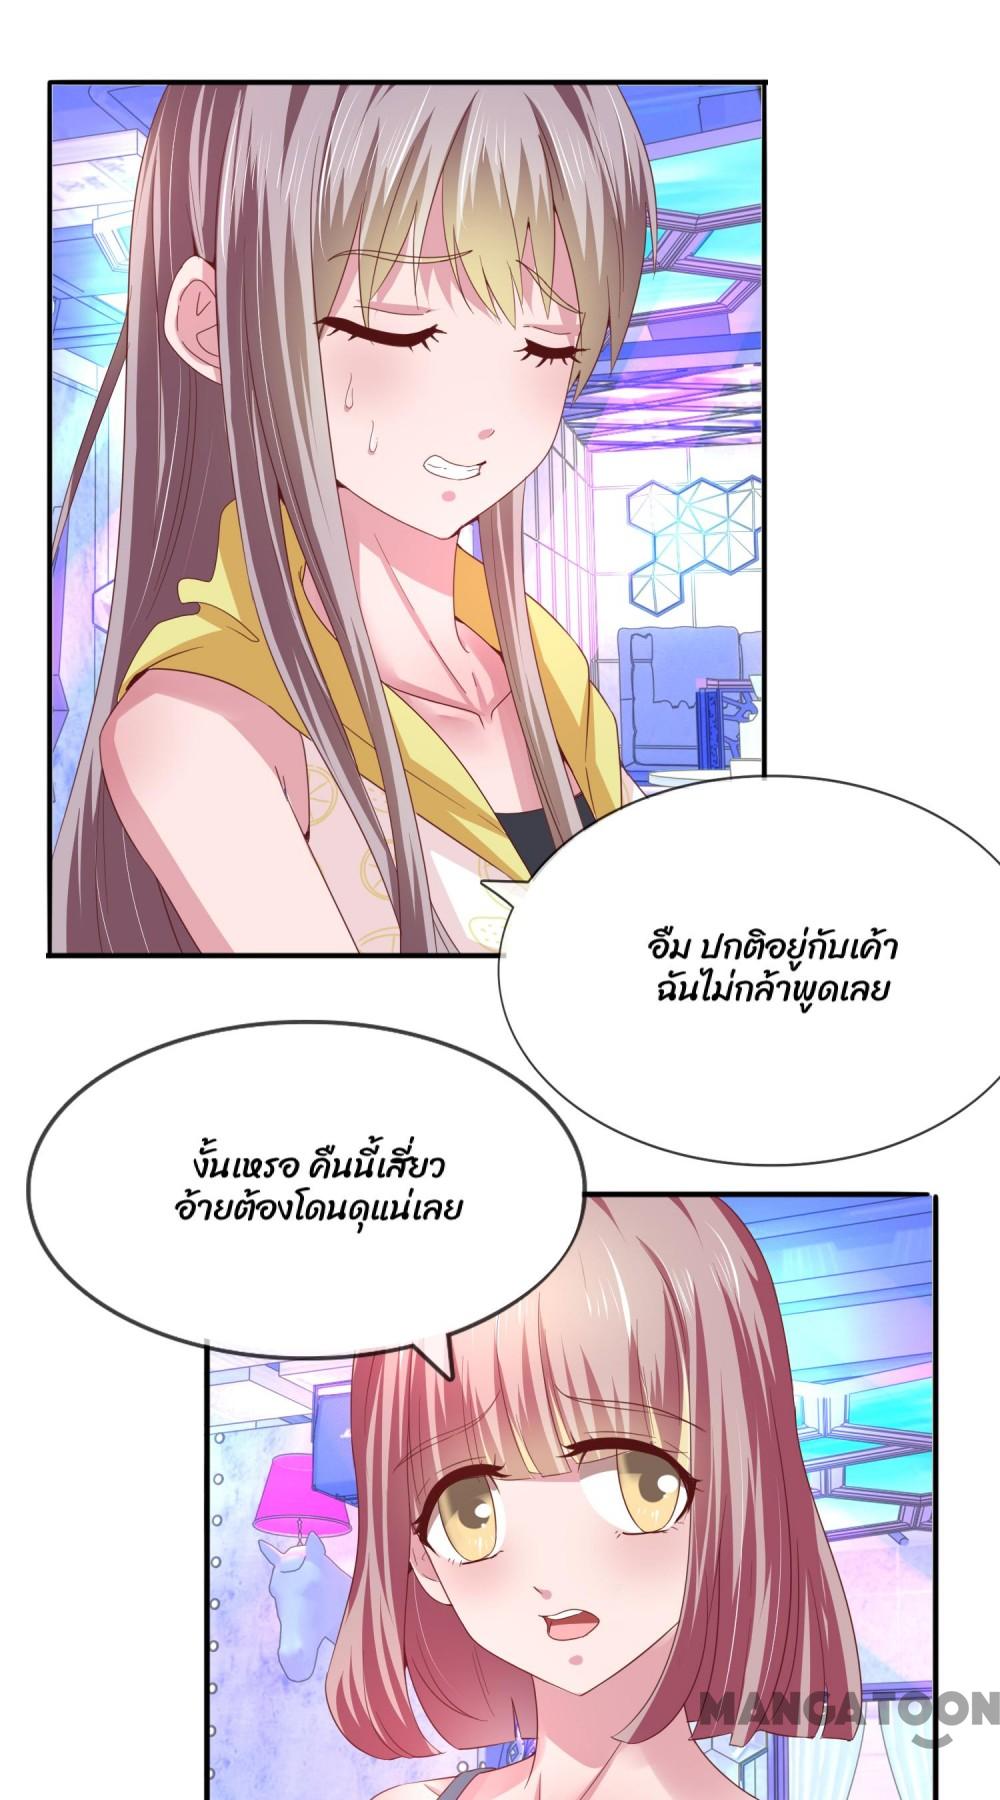 อืม ปกติอยู่กับเค้า
ฉันไม่กล้าพูดเลย
งั้นเหรอ คืนนี้เสี่ยว
อ้ายต้องโดนดุแน่เลย
MANGATOON